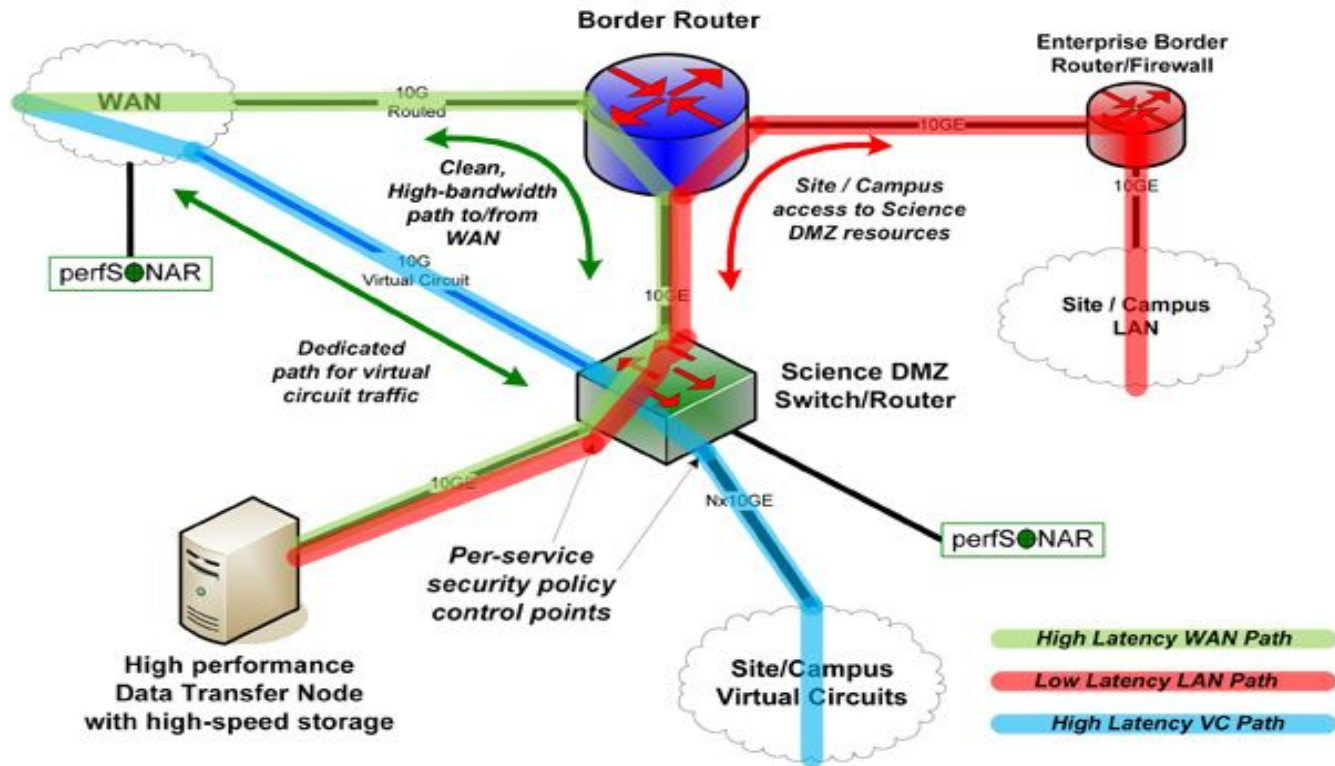 Border Router
Enterprise Border
Router/Firewall
WAN
10G
Routed
10GE
10GE
Clean,
High-bandwidth
path to/from
WAN
Site / Campus
access to Science
DMZ resources
perfSONAR
10G
Virtual Circuit
10GE
Site / Campus
LAN
Dedicated
path for virtual
circuit traffic
Science DMZ
Switch/Router
10GE
Nx10GE
perfSONAR
Per-service
security policy
control points
High performance
Data Transfer Node
with high-speed storage
Site/Campus
Virtual Circuits
High Latency WAN Path
Low Latency LAN Path
High Latency VC Path